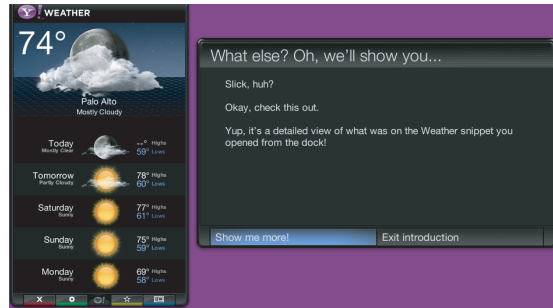 Y! WEATHER
74°
Palo Alto
Mostly Cloudy
Today
Mostly Clear
--° Highs
59° Lows
Tomorrow
Partly Cloudy
78° Highs
60° Lows
Saturday
Sunny
77° Highs
61° Lows
Sunday
Sunny
75° Highs
59° Lows
Monday
Sunny
69° Highs
58° Lows
Y!
What else? Oh, we'll show you...
Slick, huh?
Okay, check this out.
Yup, it's a detailed view of what was on the Weather snippet you
opened from the dock!
Show me more!
Exit introduction